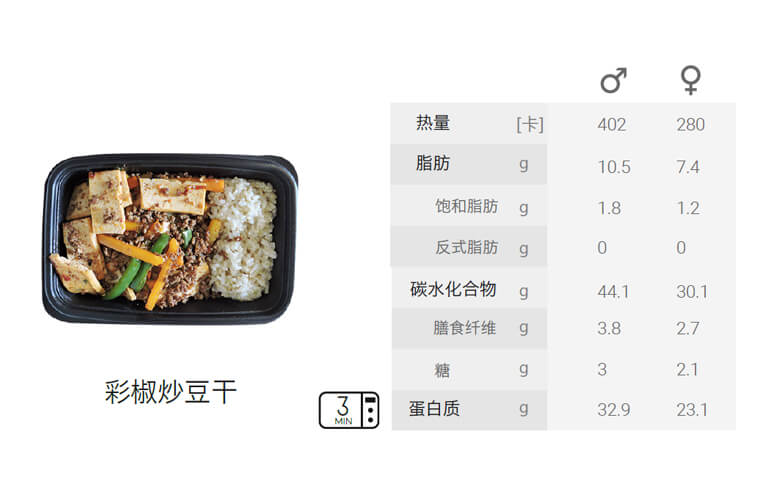 ♂ ♀
热量 [卡] 402 280
脂肪 g 10.5 7.4
饱和脂肪 g 1.8 1.2
反式脂肪 g 0 0
碳水化合物 g 44.1 30.1
膳食纤维 g 3.8 2.7
糖 g 3 2.1
蛋白质 g 32.9 23.1
彩椒炒豆干
3
MIN